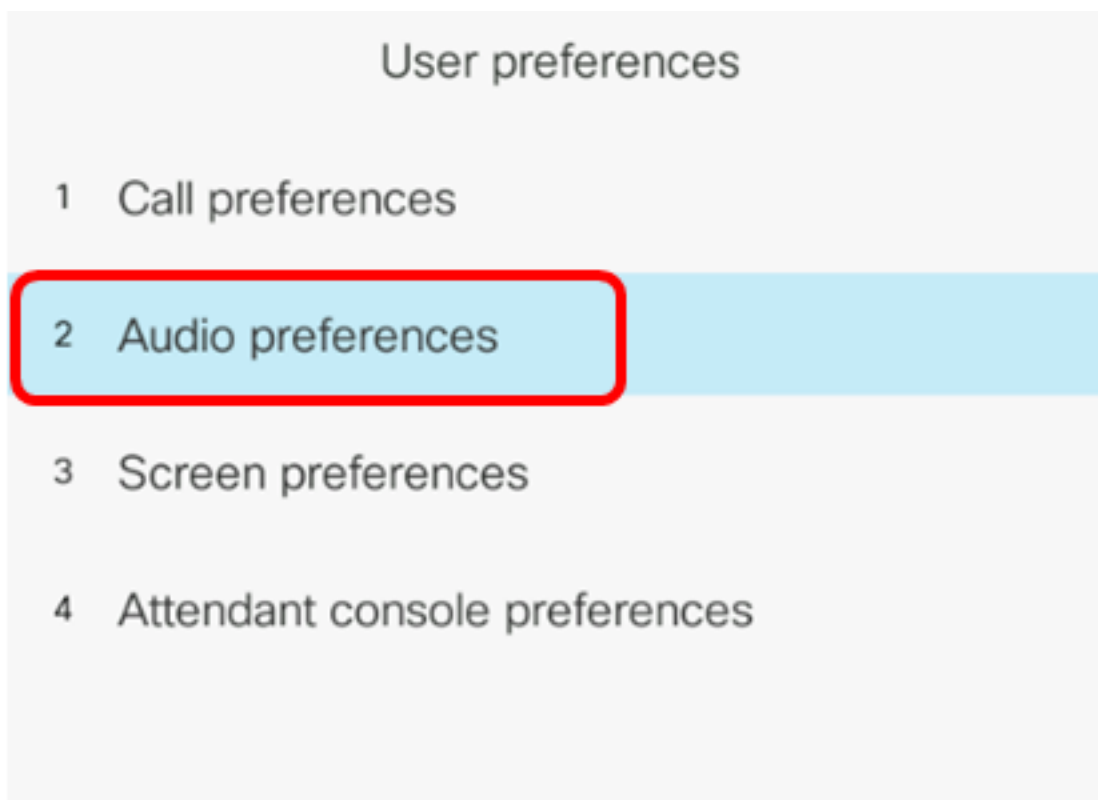 User preferences
1 Call preferences
2 Audio preferences
3 Screen preferences
4 Attendant console preferences